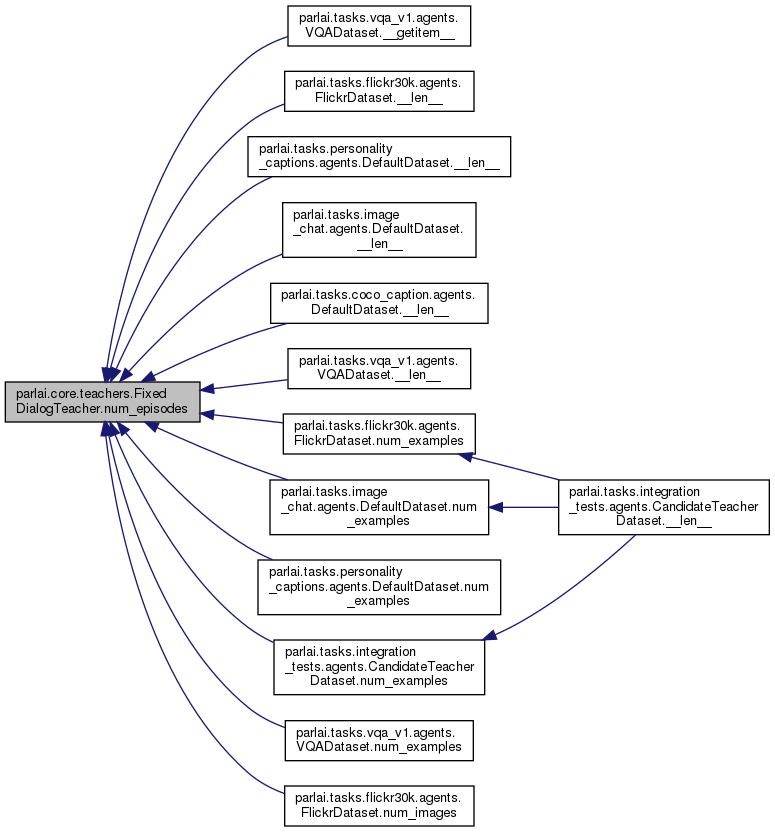 parlai.tasks.vqa_v1.agents.
VQADataset.__getitem__
parlai.tasks.flickr30k.agents.
FlickrDataset.__len__
parlai.tasks.personality
_captions.agents.DefaultDataset.__len__
parlai.tasks.image
_chat.agents.DefaultDataset.
__len__
parlai.tasks.coco_caption.agents.
DefaultDataset.__len__
parlai.tasks.vqa_v1.agents.
VQADataset.__len__
parlai.core.teachers.Fixed
DialogTeacher.num_episodes
parlai.tasks.flickr30k.agents.
FlickrDataset.num_examples
parlai.tasks.image
_chat.agents.DefaultDataset.num
_examples
parlai.tasks.integration
_tests.agents.CandidateTeacher
Dataset.__len__
parlai.tasks.personality
_captions.agents.DefaultDataset.num
_examples
parlai.tasks.integration
_tests.agents.CandidateTeacher
Dataset.num_examples
parlai.tasks.vqa_v1.agents.
VQADataset.num_examples
parlai.tasks.flickr30k.agents.
FlickrDataset.num_images